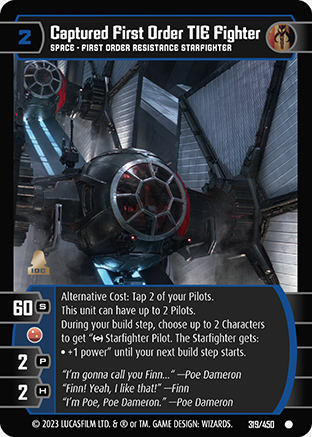 2 Captured First Order TIE Fighter
SPACE - FIRST ORDER RESISTANCE STARFIGHTER
IDC
60 S
2 P
2 H
Alternative Cost: Tap 2 of your Pilots.
This unit can have up to 2 Pilots.
During your build step, choose up to 2 Characters
to get "⇔ Starfighter Pilot. The Starfighter gets:
• +1 power" until your next build step starts.
"I'm gonna call you Finn..." —Poe Dameron
"Finn! Yeah, I like that!" —Finn
"I'm Poe, Poe Dameron." —Poe Dameron
© 2023 LUCASFILM LTD. & ® or TM. GAME DESIGN: WIZARDS. 319/450